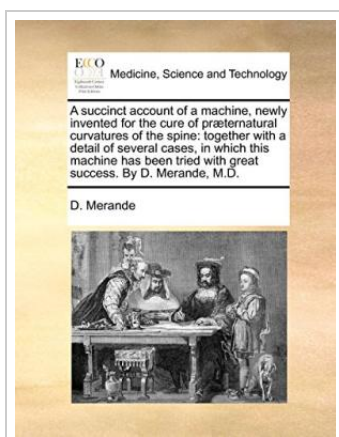 ECCO
Medicine, Science and Technology
A succinct account of a machine, newly
invented for the cure of præternatural
curvatures of the spine: together with a
detail of several cases, in which this
machine has been tried with great
success. By D. Merande, M.D.
D. Merande